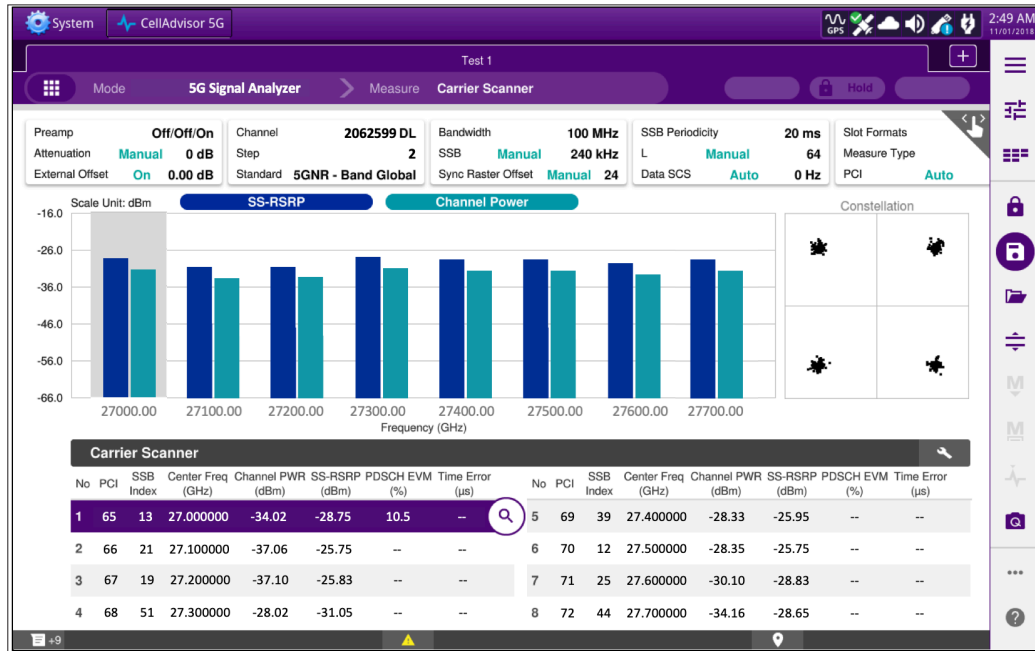 System CellAdvisor 5G GPS 2:49 AM
11/01/2018
Test 1 +
Mode 5G Signal Analyzer Measure Carrier Scanner Hold
Preamp Off/Off/On Channel 2062599 DL Bandwidth 100 MHz SSB Periodicity 20 ms Slot Formats
Attenuation Manual 0 dB Step 2 SSB Manual 240 kHz L Manual 64 Measure Type
External Offset On 0.00 dB Standard 5GNR - Band Global Sync Raster Offset Manual 24 Data SCS Auto 0 Hz PCI Auto
Scale Unit: dBm SS-RSRP Channel Power Constellation
-16.0
-26.0
-36.0
-46.0
-56.0
-66.0
27000.00 27100.00 27200.00 27300.00 27400.00 27500.00 27600.00 27700.00
Frequency (GHz)
M
M
Carrier Scanner
No PCI SSB Index Center Freq (GHz) Channel PWR (dBm) SS-RSRP (dBm) PDSCH EVM (%) Time Error (μs) No PCI SSB Index Center Freq (GHz) Channel PWR (dBm) SS-RSRP (dBm) PDSCH EVM (%) Time Error (μs)
1 65 13 27.000000 -34.02 -28.75 10.5 -- 5 69 39 27.400000 -28.33 -25.95 -- --
2 66 21 27.100000 -37.06 -25.75 -- -- 6 70 12 27.500000 -28.35 -25.75 -- --
3 67 19 27.200000 -37.10 -25.83 -- -- 7 71 25 27.600000 -30.10 -28.83 -- --
4 68 51 27.300000 -28.02 -31.05 -- -- 8 72 44 27.700000 -34.16 -28.65 -- --
+9